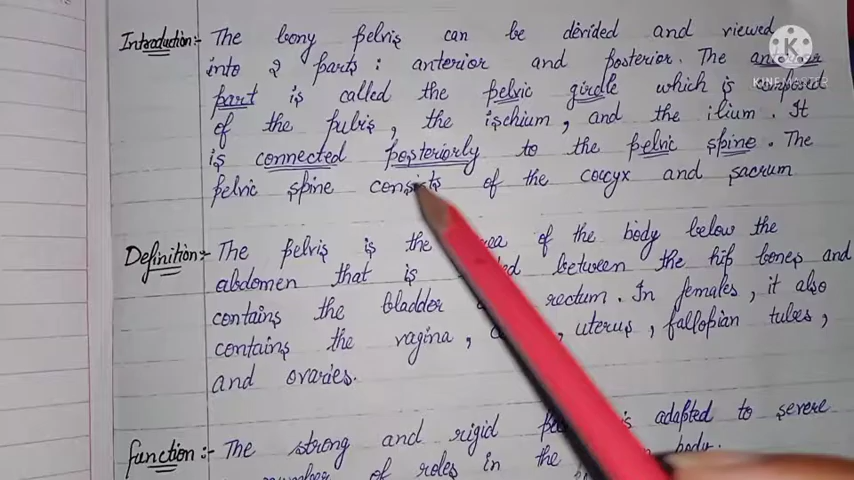 Introduction:- The bony pelvis can be divided and viewed
into 2 parts : anterior and posterior. The
part is called the pelvic girdle which is composed
of the pubis, the ischium, and the ilium. It
is connected posteriorly to the pelvic spine. The
pelvic spine consists of the coccyx and sacrum
Definition:- The pelvis is the area of the body below the
abdomen that is between the hip bones and
contains the bladder rectum. In females, it also
contains the vagina, uterus, fallopian tubes,
and ovaries.
function:- The strong and rigid is adapted to severe
number of roles in the body.
KINEMASTER